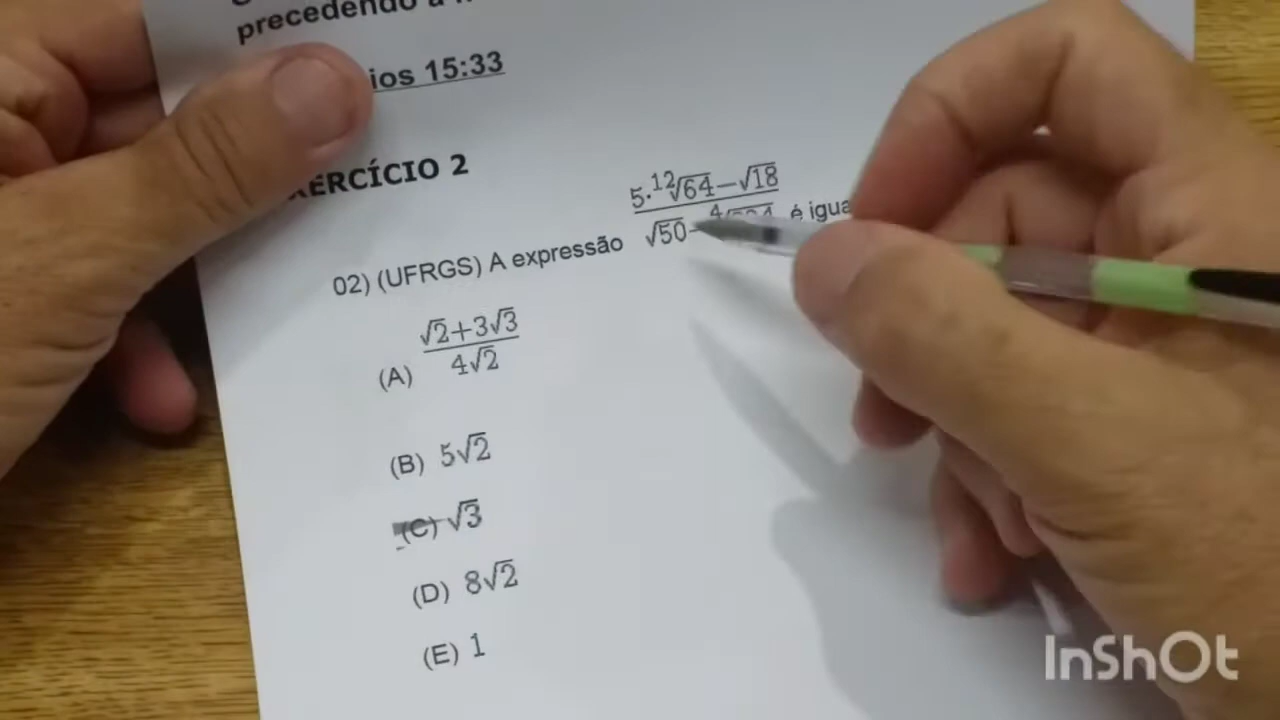 precedendo a
ios 15:33
ERCÍCIO 2
02) (UFRGS) A expressão 5.¹²√64−√18 / √50- é igua
(A) √2+3√3 / 4√2
(B) 5√2
(C) √3
(D) 8√2
(E) 1
InShOt